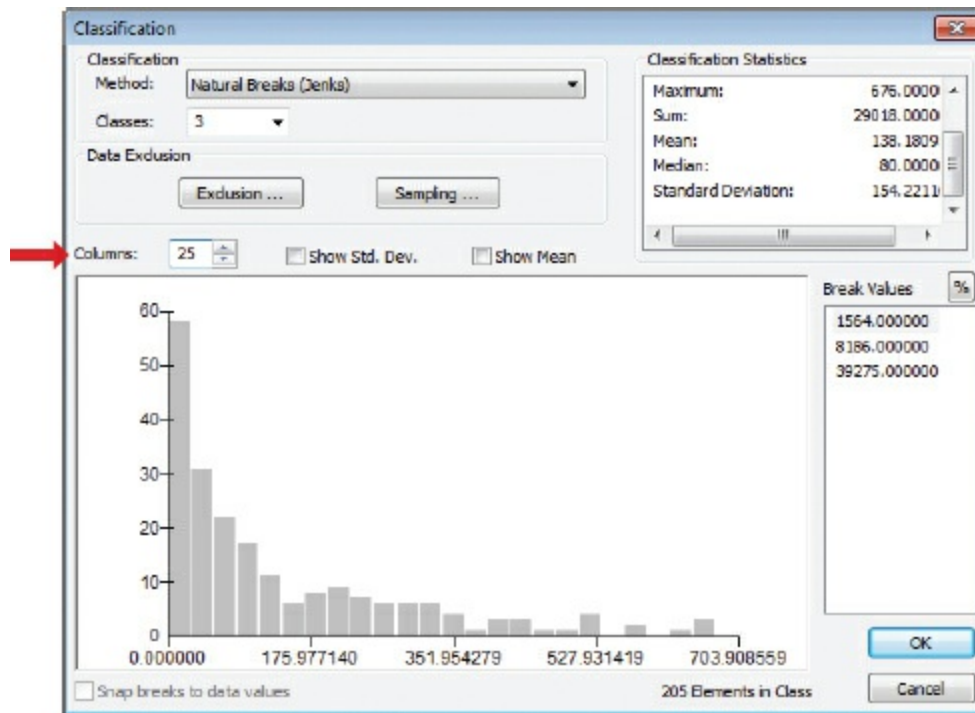 Classification
Classification
Method: Natural Breaks (Jenks)
Classes: 3
Data Exclusion
Exclusion ... Sampling ...
Classification Statistics
Maximum: 676.0000
Sum: 29018.0000
Mean: 138.1809
Median: 80.0000
Standard Deviation: 154.2211
Columns: 25 Show Std. Dev. Show Mean
Break Values %
1564.000000
8186.000000
39275.000000
60
50
40
30
20
10
0
0.000000 175.977140 351.954279 527.931419 703.908559
OK
Snap breaks to data values 205 Elements in Class Cancel